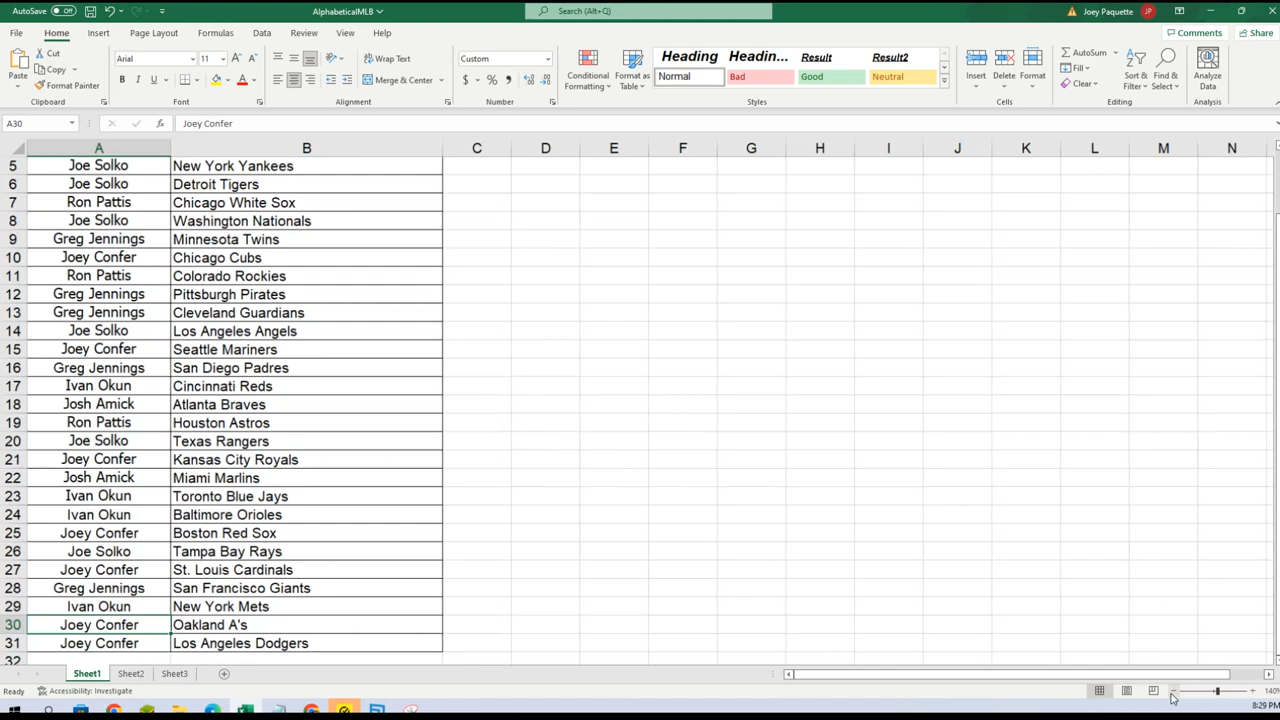 AutoSave Off AlphabeticalMLB Search (Alt+Q) Joey Paquette JP
File Home Insert Page Layout Formulas Data Review View Help Comments Share
Paste Cut Copy Format Painter Clipboard
Arial 11 A A B I U A Font
Wrap Text Merge & Center Alignment
Custom $ % Number
Conditional Formatting Format as Table Heading Headin... Result Result2 Normal Bad Good Neutral Styles
Insert Delete Format Cells
AutoSum Fill Clear Sort & Filter Find & Select Editing
Analyze Data Analysis
A30 fx Joey Confer
A B C D E F G H I J K L M N
5 Joe Solko New York Yankees
6 Joe Solko Detroit Tigers
7 Ron Pattis Chicago White Sox
8 Joe Solko Washington Nationals
9 Greg Jennings Minnesota Twins
10 Joey Confer Chicago Cubs
11 Ron Pattis Colorado Rockies
12 Greg Jennings Pittsburgh Pirates
13 Greg Jennings Cleveland Guardians
14 Joe Solko Los Angeles Angels
15 Joey Confer Seattle Mariners
16 Greg Jennings San Diego Padres
17 Ivan Okun Cincinnati Reds
18 Josh Amick Atlanta Braves
19 Ron Pattis Houston Astros
20 Joe Solko Texas Rangers
21 Joey Confer Kansas City Royals
22 Josh Amick Miami Marlins
23 Ivan Okun Toronto Blue Jays
24 Ivan Okun Baltimore Orioles
25 Joey Confer Boston Red Sox
26 Joe Solko Tampa Bay Rays
27 Joey Confer St. Louis Cardinals
28 Greg Jennings San Francisco Giants
29 Ivan Okun New York Mets
30 Joey Confer Oakland A's
31 Joey Confer Los Angeles Dodgers
32
Sheet1 Sheet2 Sheet3
Ready Accessibility: Investigate 140%
8:29 PM